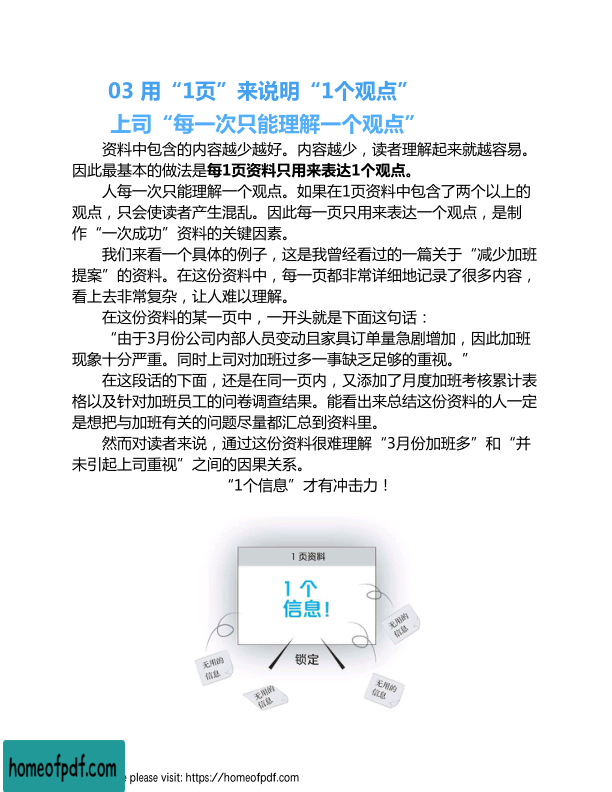 03 用“1页”来说明“1个观点”
上司“每一次只能理解一个观点”
资料中包含的内容越少越好。内容越少，读者理解起来就越容易。
因此最基本的做法是每1页资料只用来表达1个观点。
人每一次只能理解一个观点。如果在1页资料中包含了两个以上的
观点，只会使读者产生混乱。因此每一页只用来表达一个观点，是制
作“一次成功”资料的关键因素。
我们来看一个具体的例子，这是我曾经看过的一篇关于“减少加班
提案”的资料。在这份资料中，每一页都非常详细地记录了很多内容，
看上去非常复杂，让人难以理解。
在这份资料的某一页中，一开头就是下面这句话：
“由于3月份公司内部人员变动且家具订单量急剧增加，因此加班
现象十分严重。同时上司对加班过多一事缺乏足够的重视。”
在这段话的下面，还是在同一页内，又添加了月度加班考核累计表
格以及针对加班员工的问卷调查结果。能看出来总结这份资料的人一定
是想把与加班有关的问题尽量都汇总到资料里。
然而对读者来说，通过这份资料很难理解“3月份加班多”和“并
未引起上司重视”之间的因果关系。
“1个信息”才有冲击力！
1 页资料
1 个
信息！
锁定
无用的
信息
无用的
信息
无用的
信息
无用的
信息
homeofpdf.com
e please visit: https://homeofpdf.com